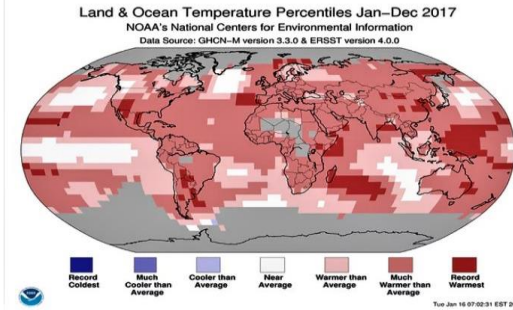 Land & Ocean Temperature Percentiles Jan–Dec 2017
NOAA's National Centers for Environmental Information
Data Source: GHCN–M version 3.3.0 & ERSST version 4.0.0
Record Coldest
Much Cooler than Average
Cooler than Average
Near Average
Warmer than Average
Much Warmer than Average
Record Warmest
Tue Jan 16 07:02:31 EST 2